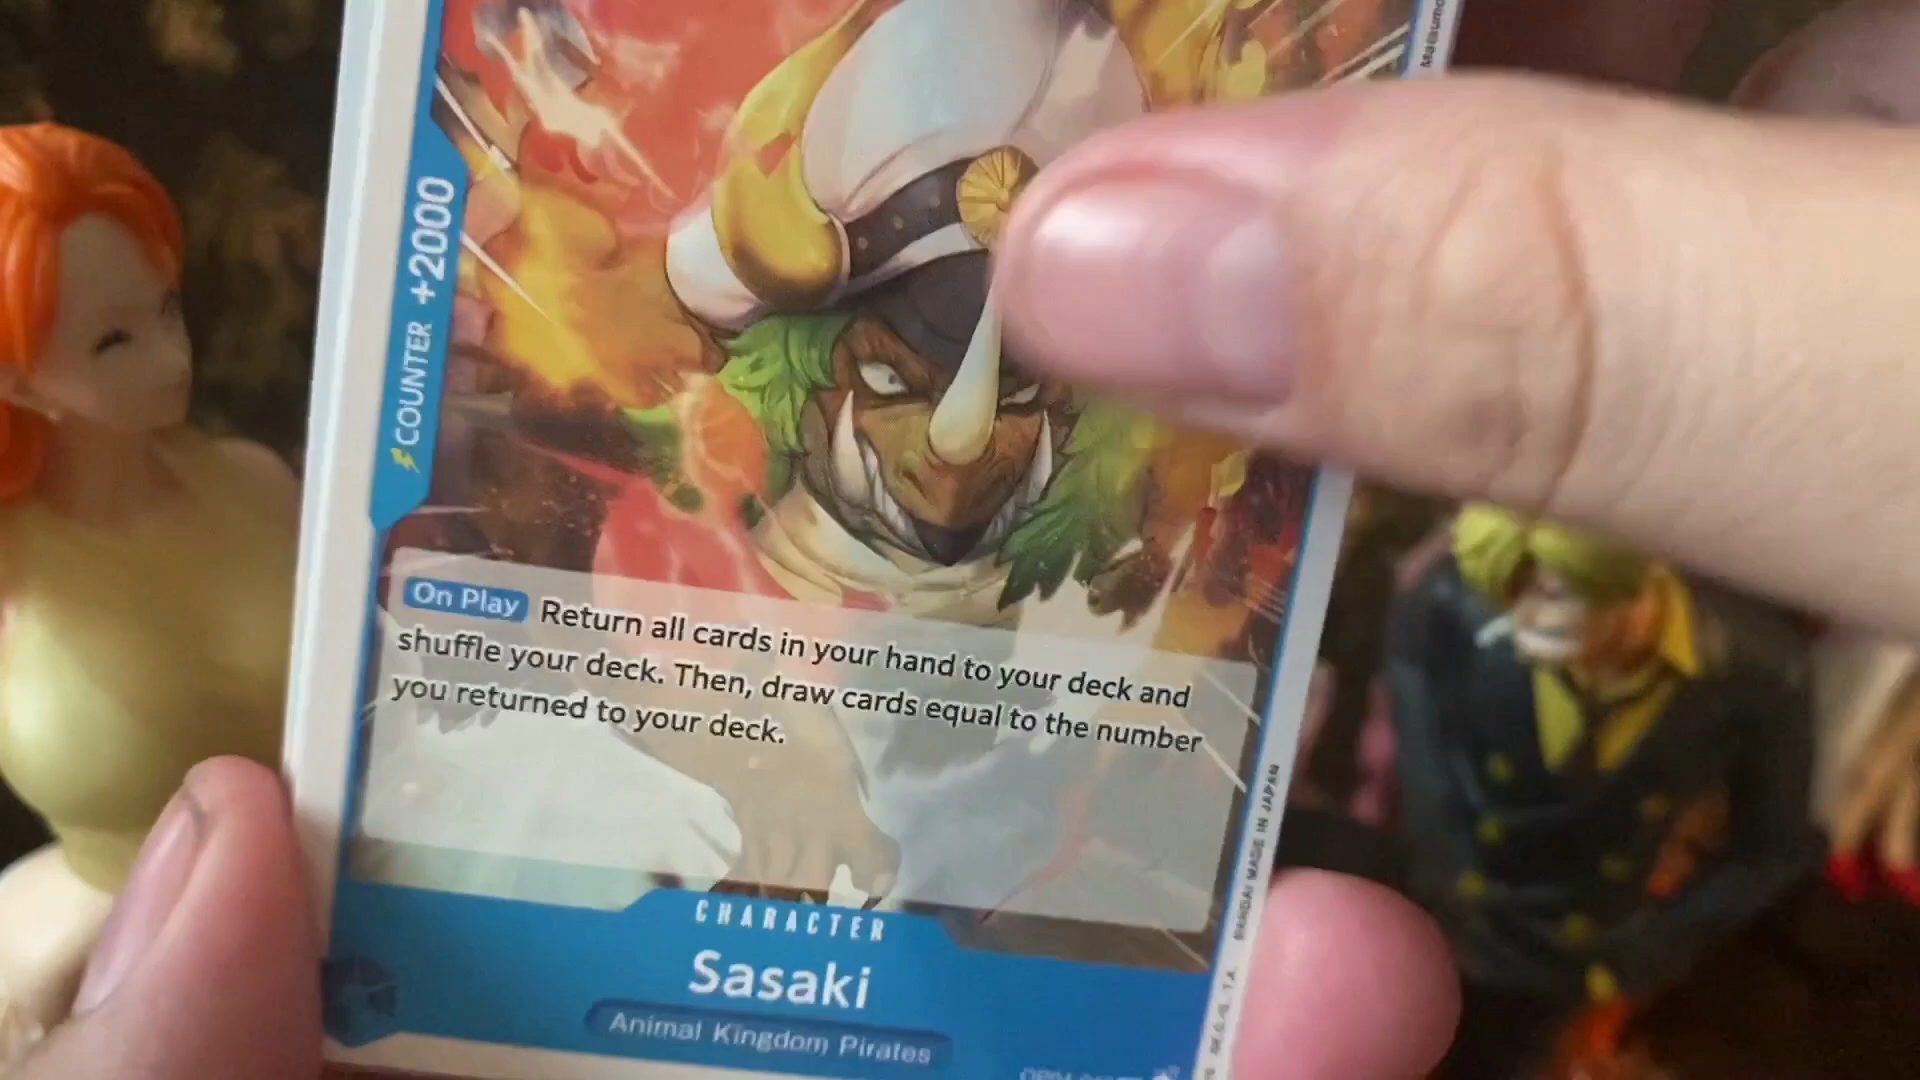 COUNTER +2000
On Play Return all cards in your hand to your deck and
shuffle your deck. Then, draw cards equal to the number
you returned to your deck.
CHARACTER
Sasaki
Animal Kingdom Pirates
BANDAI MADE IN JAPAN